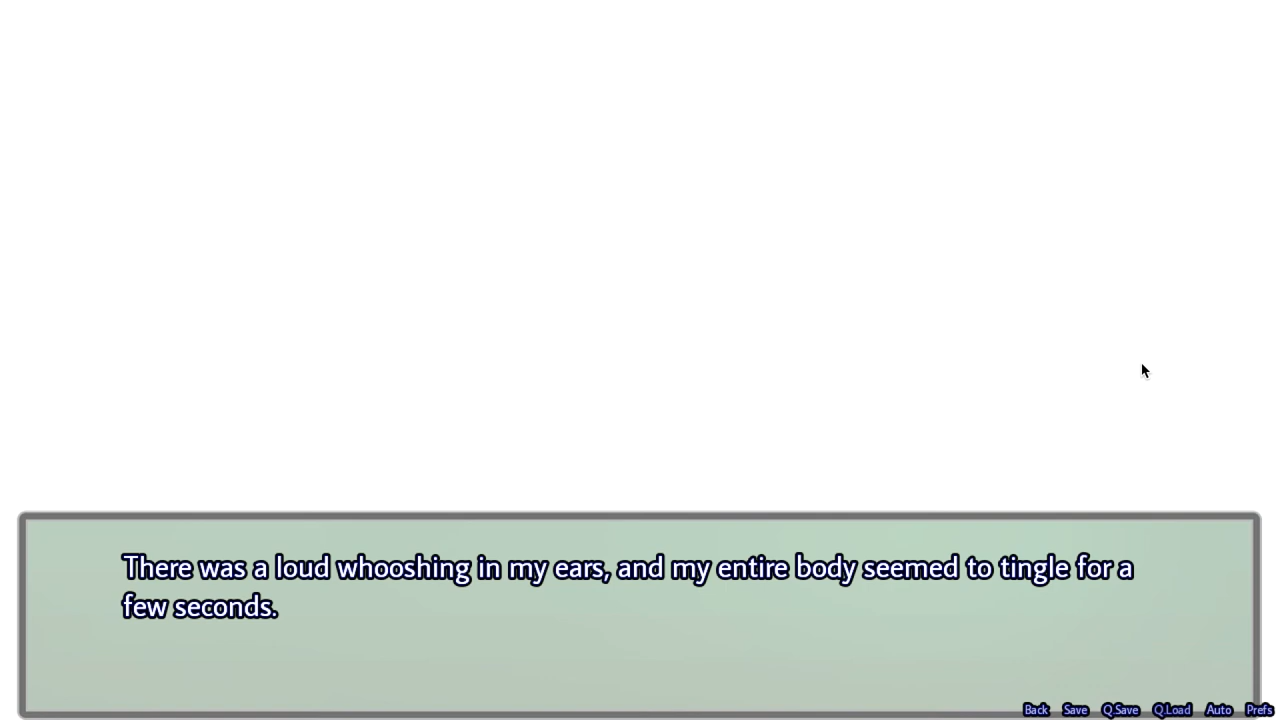 There was a loud whooshing in my ears, and my entire body seemed to tingle for a
few seconds.
Back Save Q.Save Q.Load Auto Prefs